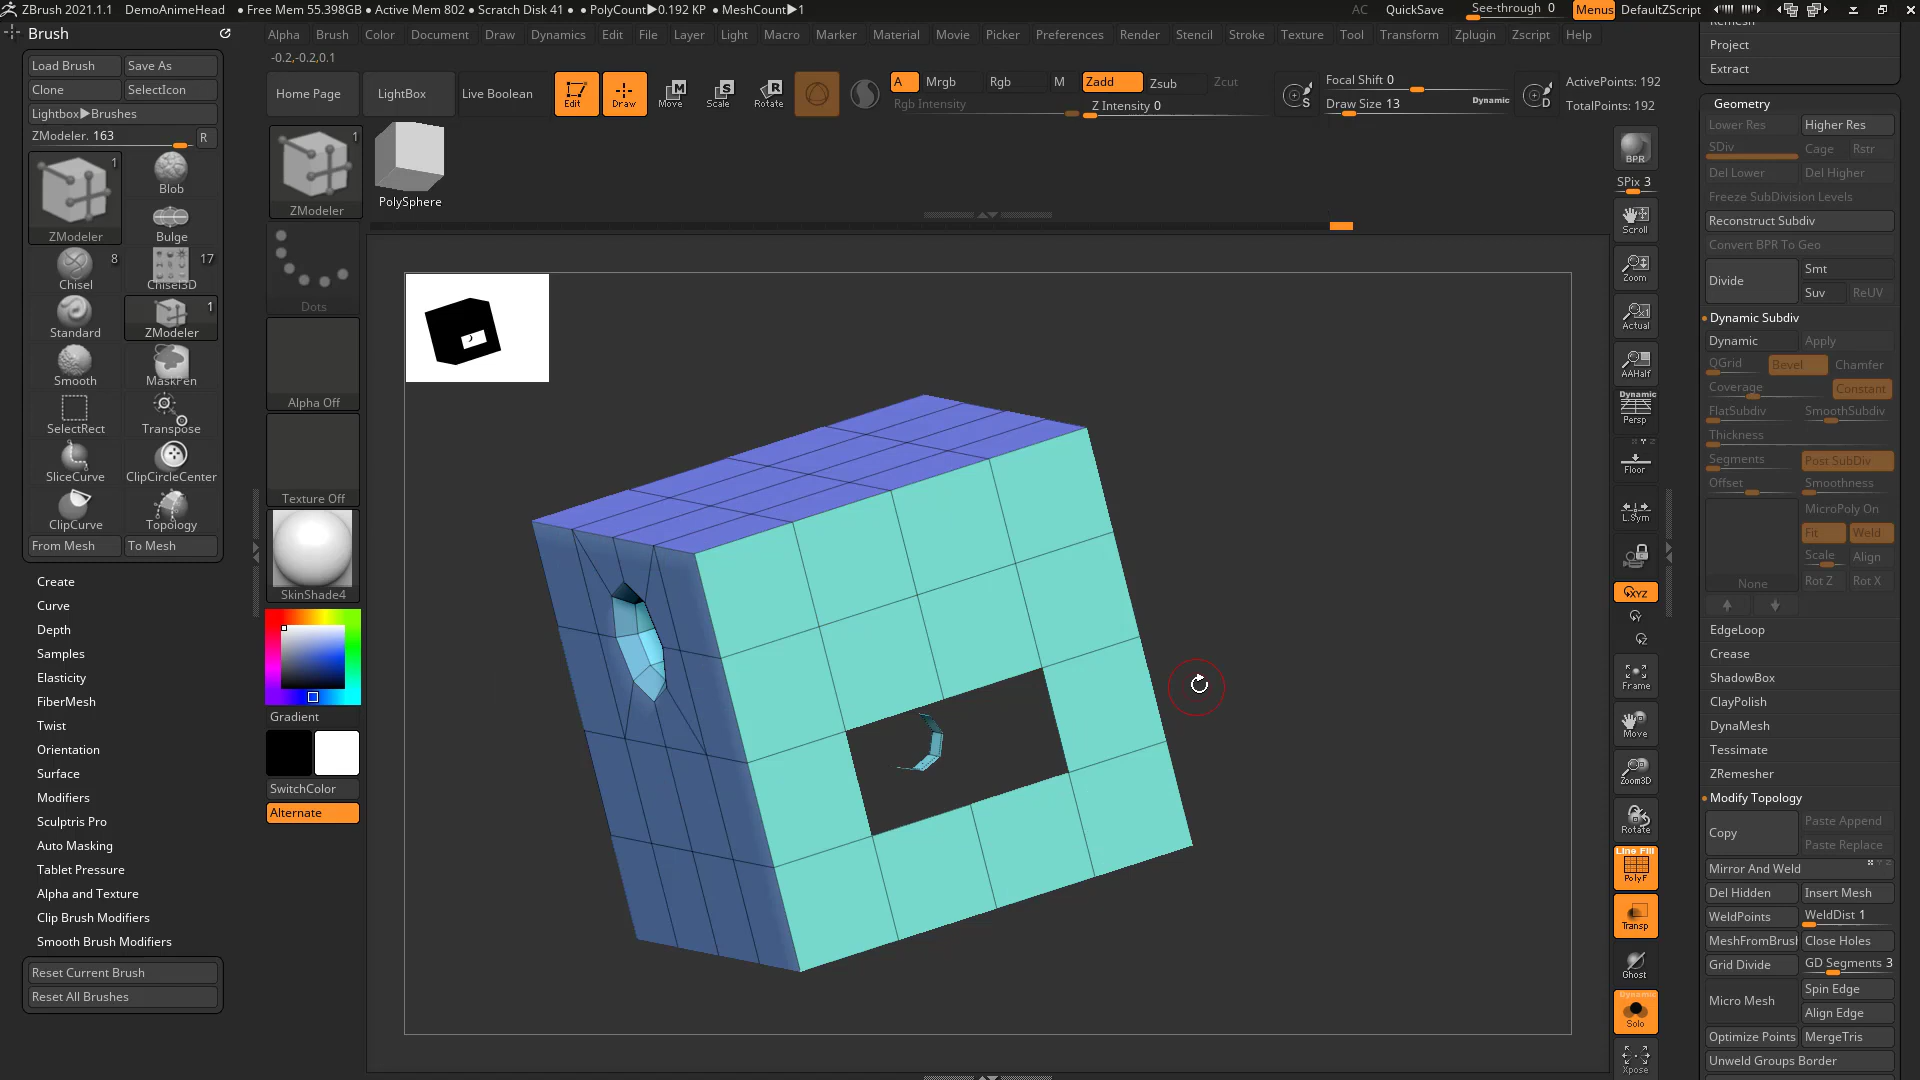 ZBrush 2021.1.1 DemoAnimeHead • Free Mem 55.398GB • Active Mem 802 • Scratch Disk 41 • • PolyCount▶0.192 KP • MeshCount▶1
AC QuickSave See-through 0 Menus DefaultZScript
Brush
Alpha Brush Color Document Draw Dynamics Edit File Layer Light Macro Marker Material Movie Picker Preferences Render Stencil Stroke Texture Tool Transform Zplugin Zscript Help
-0.2,-0.2,0.1
Load Brush Save As
Clone SelectIcon
Lightbox▶Brushes
ZModeler. 163 R
1
ZModeler
Blob
Bulge
Chisel 8
Chisel3D 17
Standard
ZModeler 1
Smooth
MaskPen
SelectRect
Transpose
SliceCurve
ClipCircleCenter
ClipCurve
Topology
From Mesh To Mesh
Create
Curve
Depth
Samples
Elasticity
FiberMesh
Twist
Orientation
Surface
Modifiers
Sculptris Pro
Auto Masking
Tablet Pressure
Alpha and Texture
Clip Brush Modifiers
Smooth Brush Modifiers
Reset Current Brush
Reset All Brushes
Home Page LightBox Live Boolean
Edit Draw Move Scale Rotate
M S R
A Mrgb Rgb M Zadd Zsub Zcut
Rgb Intensity Z Intensity 0
S
Focal Shift 0
Draw Size 13 Dynamic
D
ActivePoints: 192
TotalPoints: 192
1
ZModeler
PolySphere
Dots
Alpha Off
Texture Off
SkinShade4
Gradient
SwitchColor
Alternate
BPR
SPix 3
Scroll
Zoom
Actual
AAHalf
Dynamic
Persp
Floor
L.Sym
XYZ
Y
Z
Frame
Move
Zoom3D
Rotate
Line Fill
PolyF
Transp
Ghost
Dynamic
Solo
Xpose
Project
Extract
Geometry
Lower Res Higher Res
SDiv Cage Rstr
Del Lower Del Higher
Freeze SubDivision Levels
Reconstruct Subdiv
Convert BPR To Geo
Divide Smt
Suv ReUV
Dynamic Subdiv
Dynamic Apply
QGrid Bevel Chamfer
Coverage Constant
FlatSubdiv SmoothSubdiv
Thickness
Segments Post SubDiv
Offset Smoothness
MicroPoly On
Fit Weld
Scale Align
None Rot Z Rot X
EdgeLoop
Crease
ShadowBox
ClayPolish
DynaMesh
Tessimate
ZRemesher
Modify Topology
Copy Paste Append
Paste Replace
Mirror And Weld
Del Hidden Insert Mesh
WeldPoints WeldDist 1
MeshFromBrush Close Holes
Grid Divide GD Segments 3
Micro Mesh Spin Edge
Align Edge
Optimize Points MergeTris
Unweld Groups Border